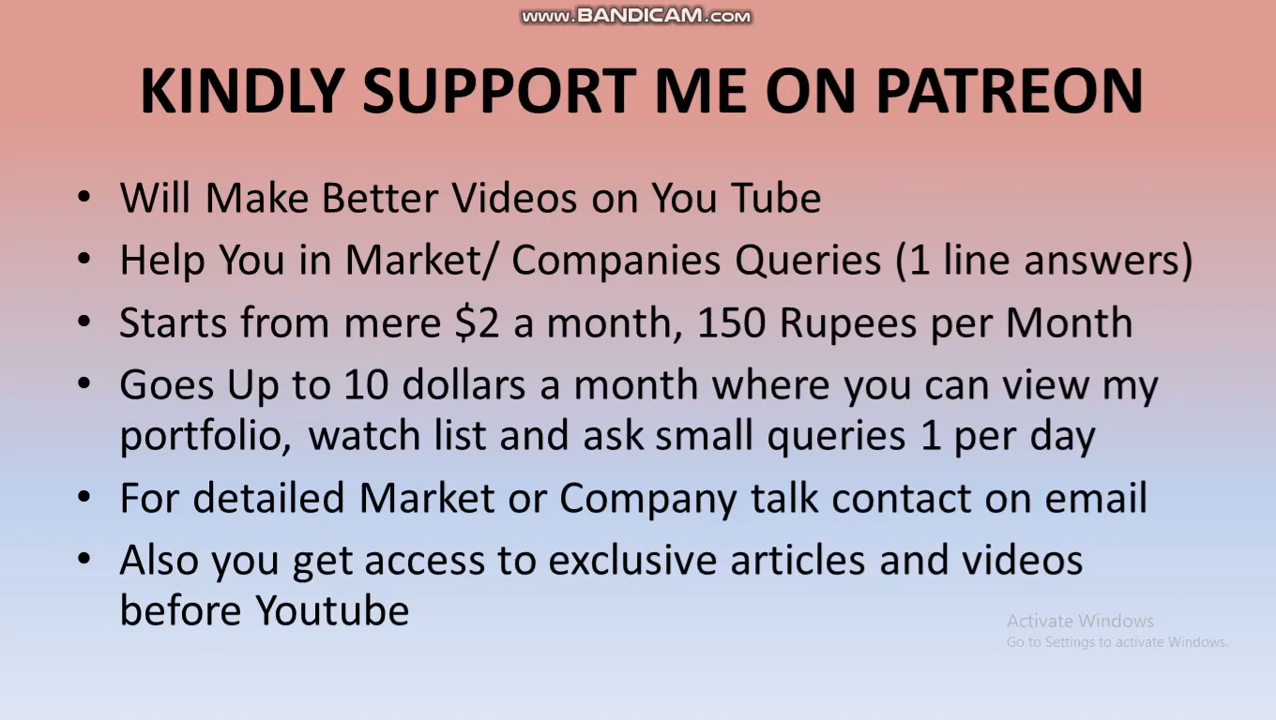 www.BANDICAM.com
KINDLY SUPPORT ME ON PATREON
• Will Make Better Videos on You Tube
• Help You in Market/ Companies Queries (1 line answers)
• Starts from mere $2 a month, 150 Rupees per Month
• Goes Up to 10 dollars a month where you can view my
portfolio, watch list and ask small queries 1 per day
• For detailed Market or Company talk contact on email
• Also you get access to exclusive articles and videos
before Youtube
Activate Windows
Go to Settings to activate Windows.